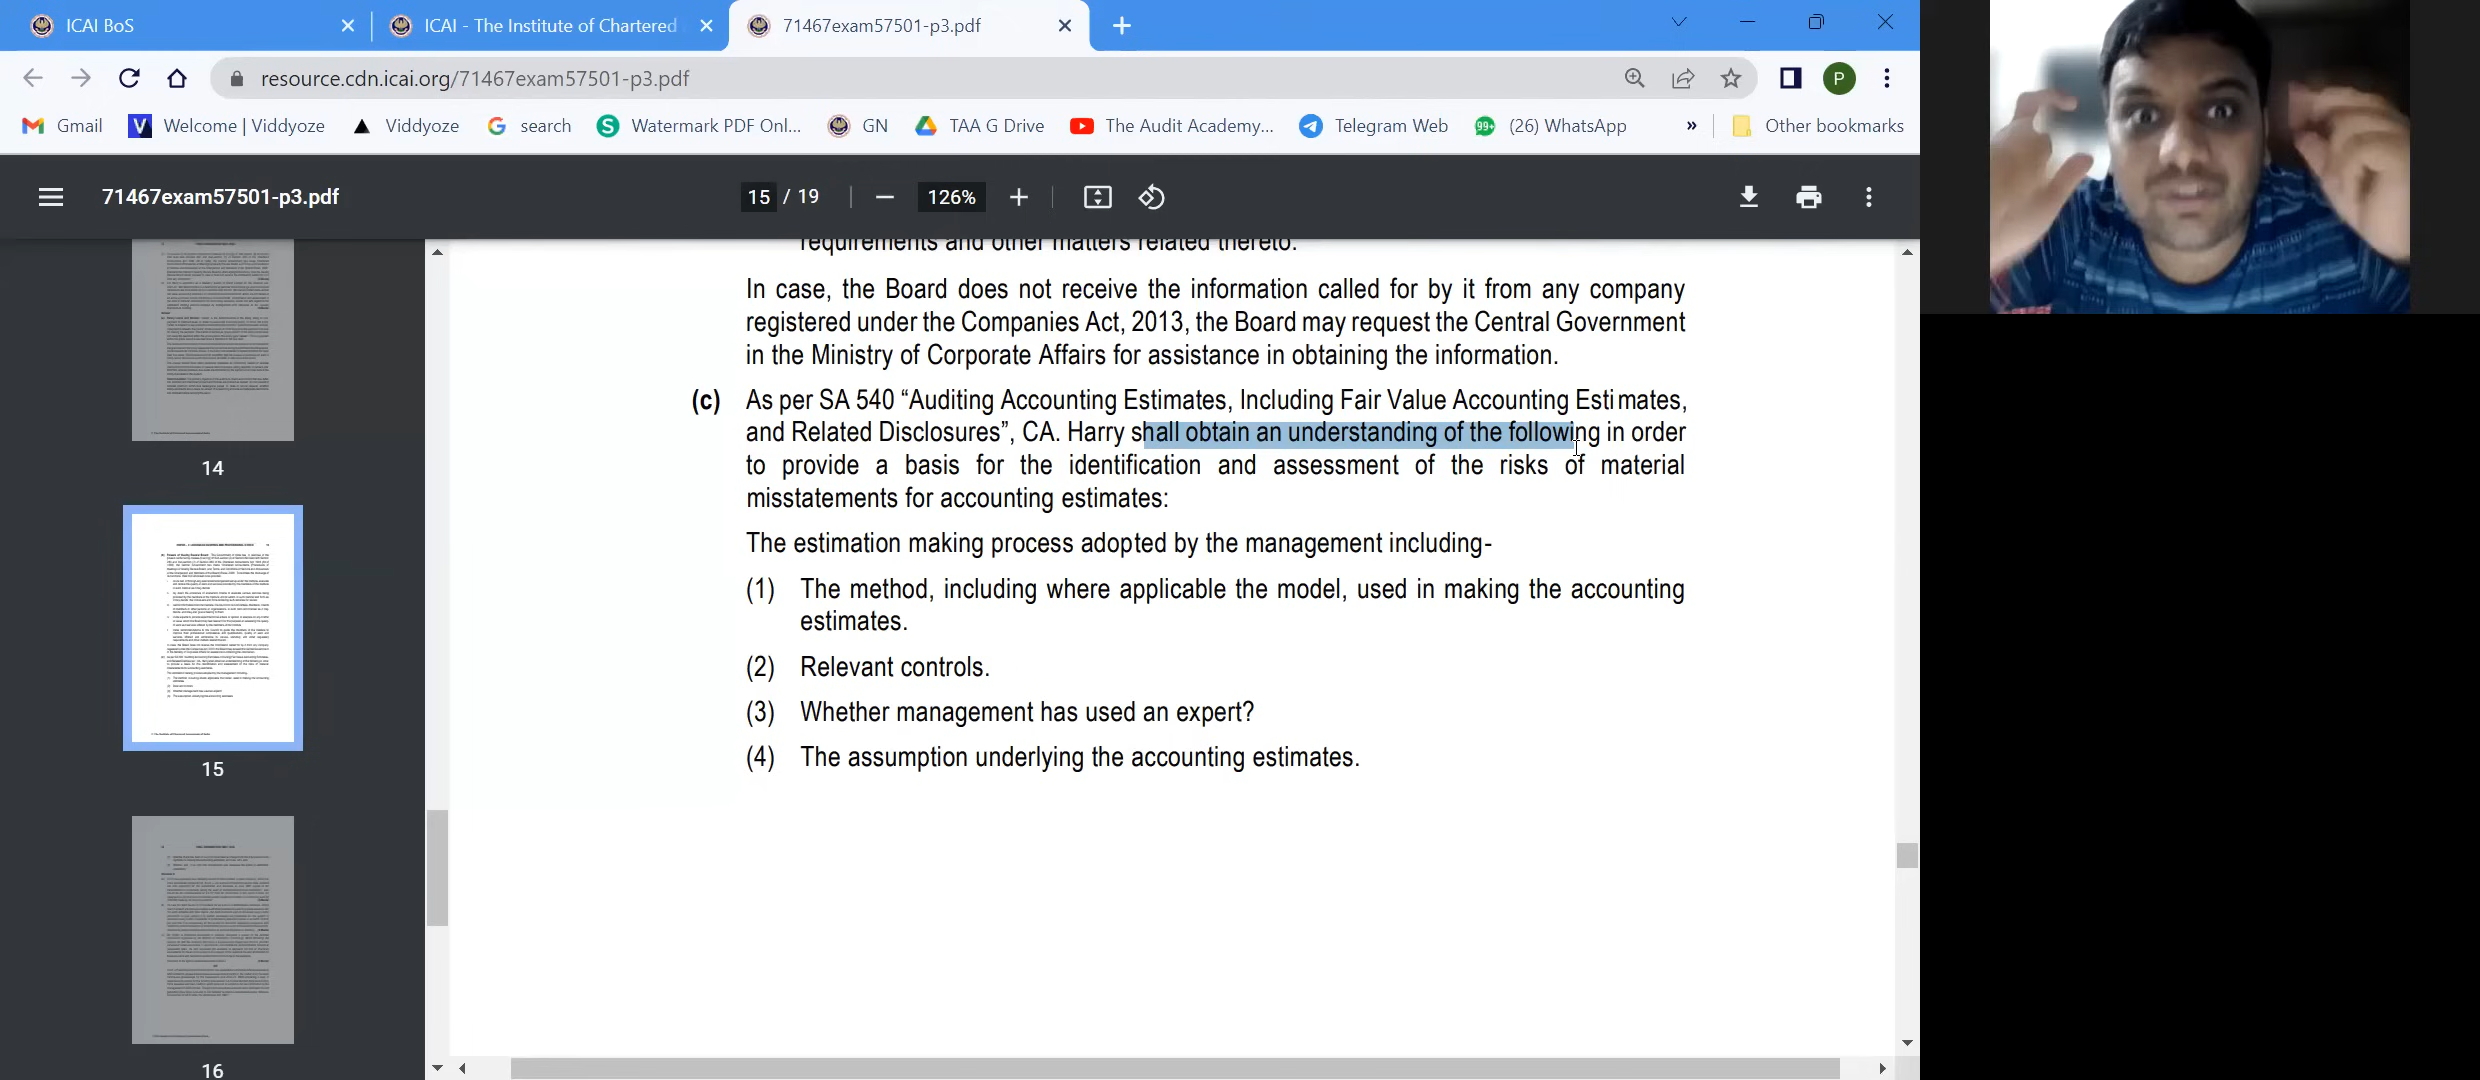 ICAI BoS
ICAI - The Institute of Chartered
71467exam57501-p3.pdf
resource.cdn.icai.org/71467exam57501-p3.pdf
P
Gmail
Welcome | Viddyoze
Viddyoze
search
Watermark PDF Onl...
GN
TAA G Drive
The Audit Academy...
Telegram Web
99+
(26) WhatsApp
»
Other bookmarks
71467exam57501-p3.pdf
15 / 19
126%
requirements and other matters related thereto.
In case, the Board does not receive the information called for by it from any company
registered under the Companies Act, 2013, the Board may request the Central Government
in the Ministry of Corporate Affairs for assistance in obtaining the information.
(c) As per SA 540 “Auditing Accounting Estimates, Including Fair Value Accounting Estimates,
and Related Disclosures”, CA. Harry shall obtain an understanding of the following in order
to provide a basis for the identification and assessment of the risks of material
misstatements for accounting estimates:
The estimation making process adopted by the management including-
(1) The method, including where applicable the model, used in making the accounting
estimates.
(2) Relevant controls.
(3) Whether management has used an expert?
(4) The assumption underlying the accounting estimates.
14
15
16